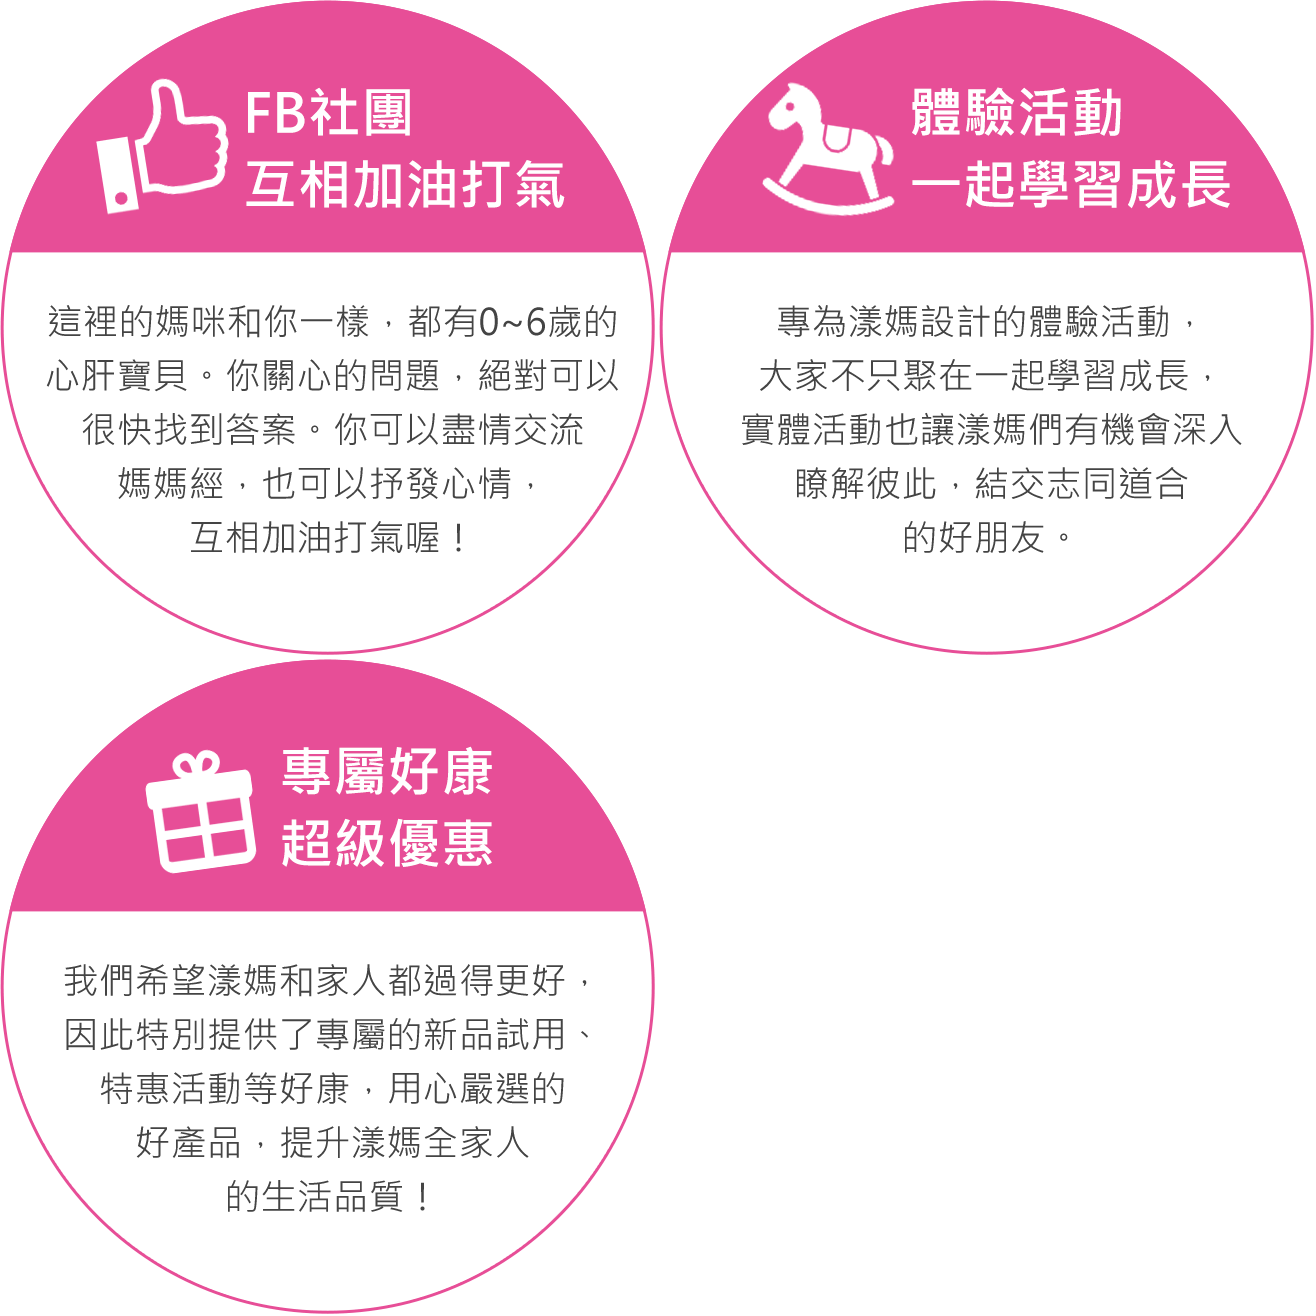 FB社團
互相加油打氣
這裡的媽咪和你一樣，都有0~6歲的
心肝寶貝。你關心的問題，絕對可以
很快找到答案。你可以盡情交流
媽媽經，也可以抒發心情，
互相加油打氣喔！
體驗活動
一起學習成長
專為漾媽設計的體驗活動，
大家不只聚在一起學習成長，
實體活動也讓漾媽們有機會深入
瞭解彼此，結交志同道合
的好朋友。
專屬好康
超級優惠
我們希望漾媽和家人都過得更好，
因此特別提供了專屬的新品試用、
特惠活動等好康，用心嚴選的
好產品，提升漾媽全家人
的生活品質！